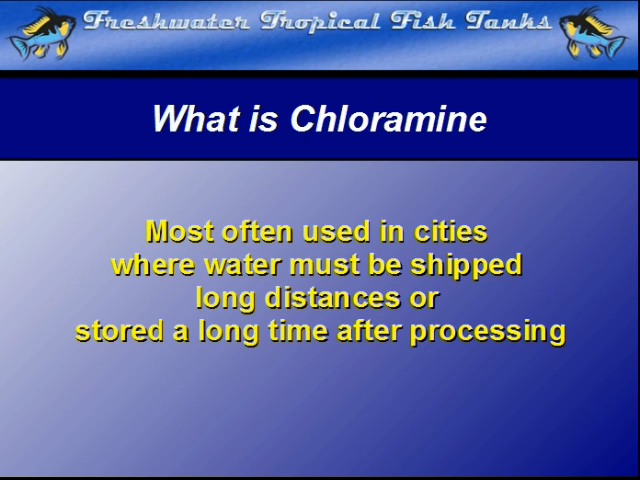 Freshwater Tropical Fish Tanks
What is Chloramine
Most often used in cities
where water must be shipped
long distances or
stored a long time after processing